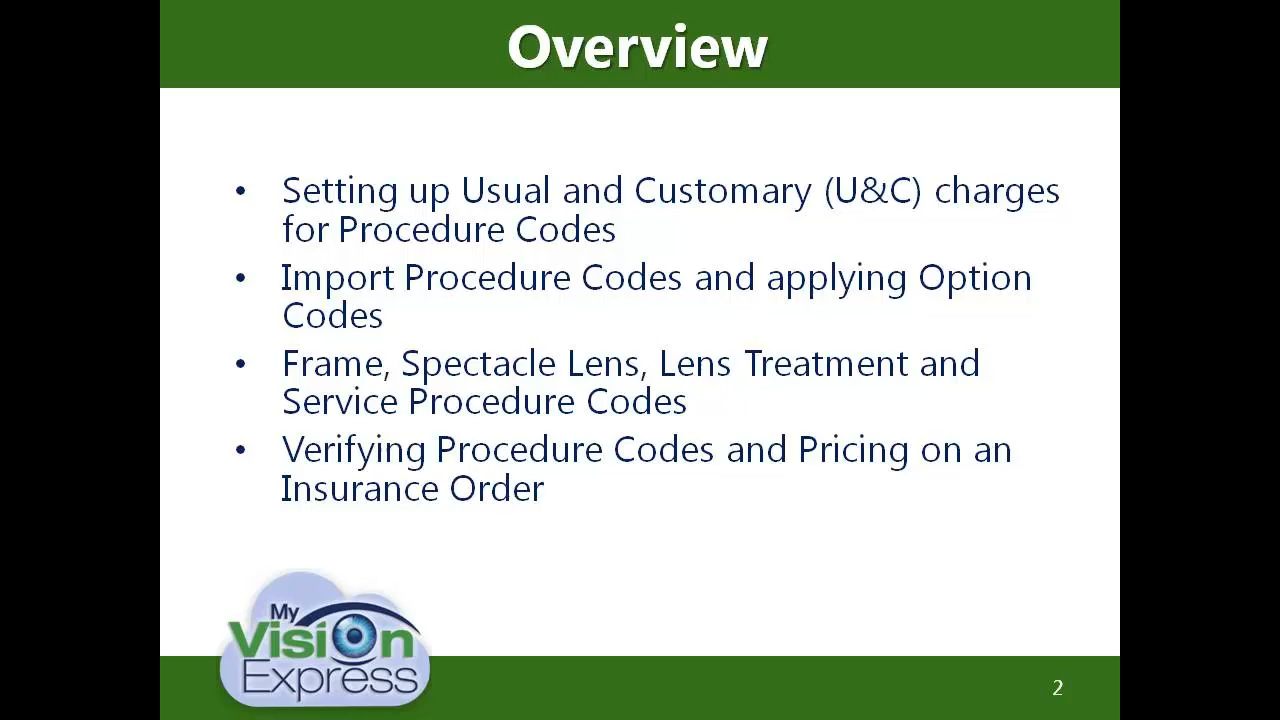 Overview
• Setting up Usual and Customary (U&C) charges
for Procedure Codes
• Import Procedure Codes and applying Option
Codes
• Frame, Spectacle Lens, Lens Treatment and
Service Procedure Codes
• Verifying Procedure Codes and Pricing on an
Insurance Order
My
Vision
Express
2